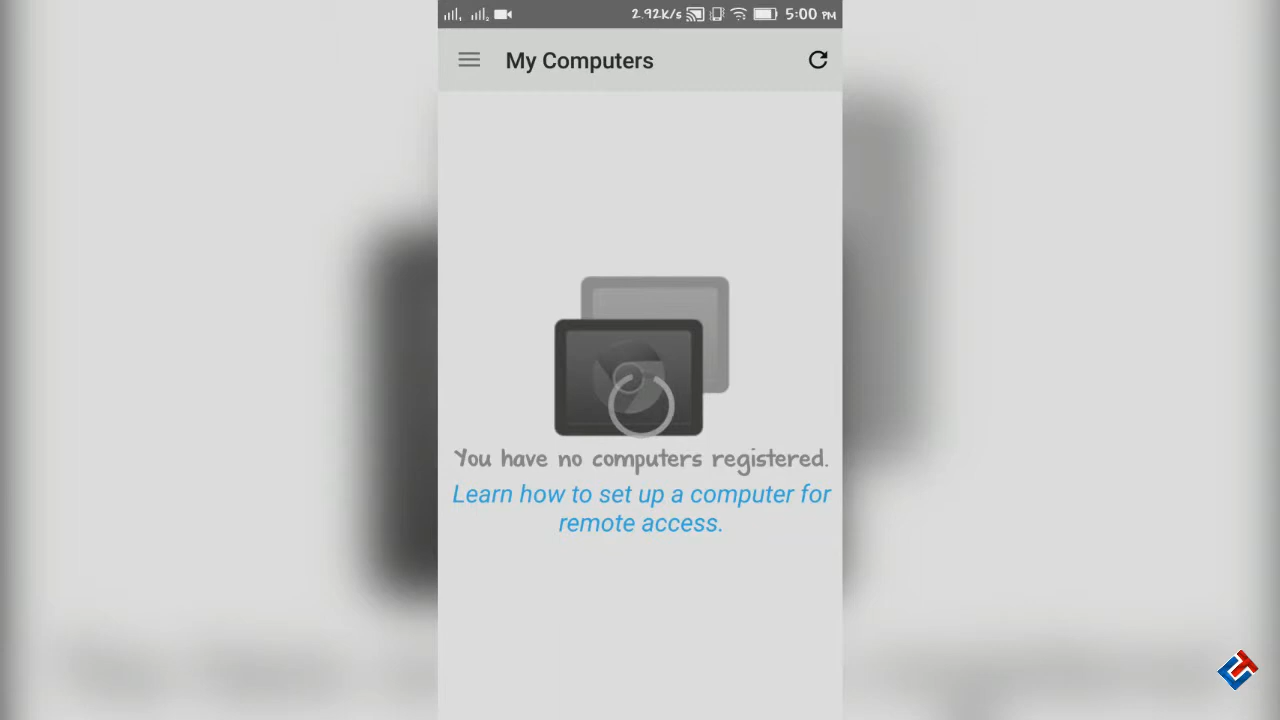 2.92K/s 5:00 PM
My Computers
You have no computers registered.
Learn how to set up a computer for
remote access.